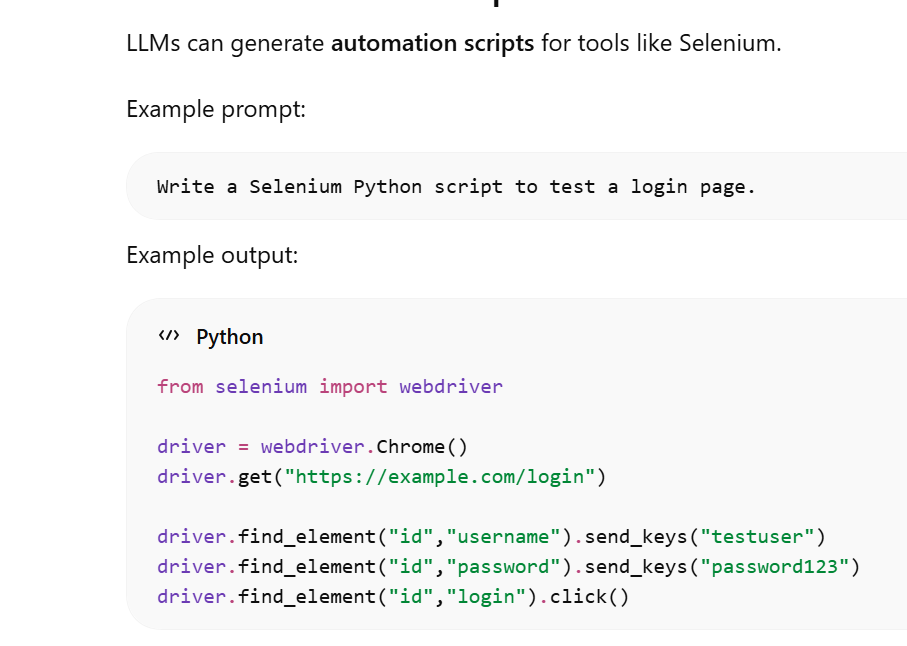 LLMs can generate automation scripts for tools like Selenium.
Example prompt:
Write a Selenium Python script to test a login page.
Example output:
</> Python
from selenium import webdriver
driver = webdriver.Chrome()
driver.get("https://example.com/login")
driver.find_element("id","username").send_keys("testuser")
driver.find_element("id","password").send_keys("password123")
driver.find_element("id","login").click()